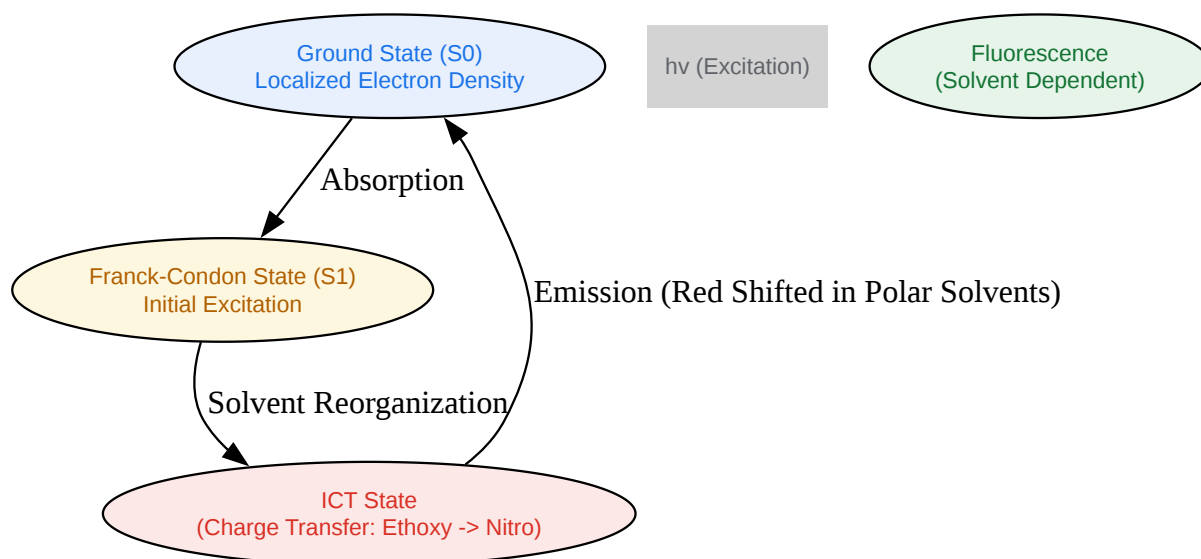 Ground State (S0)
Localized Electron Density
hv (Excitation)
Fluorescence
(Solvent Dependent)
Absorption
Franck-Condon State (S1)
Initial Excitation
Emission (Red Shifted in Polar Solvents)
Solvent Reorganization
ICT State
(Charge Transfer: Ethoxy -> Nitro)